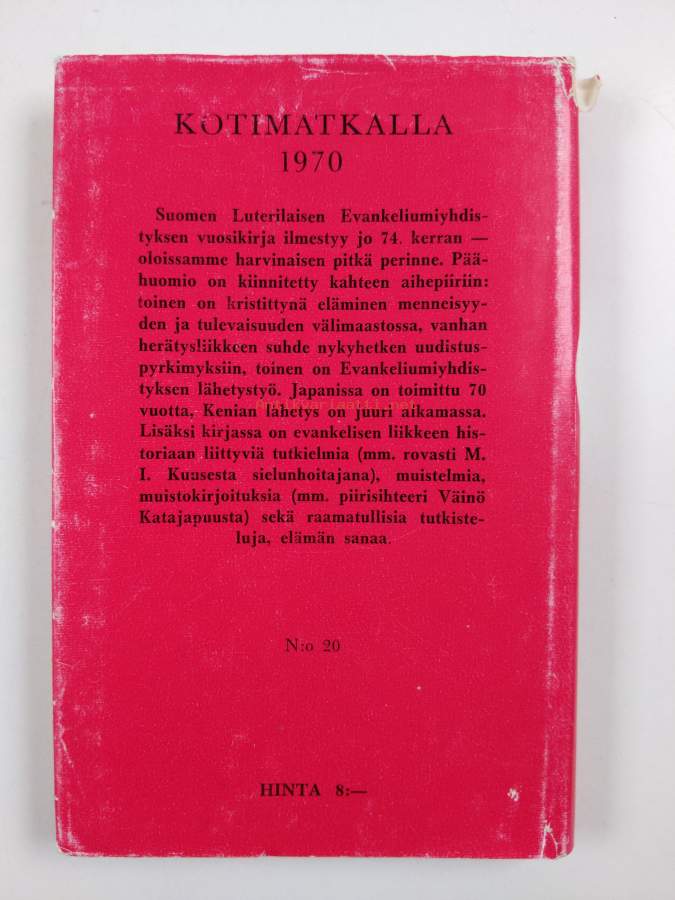 KOTIMATKALLA
1970
Suomen Luterilaisen Evankeliumiyhdis-
tyksen vuosikirja ilmestyy jo 74. kerran —
oloissamme harvinaisen pitkä perinne. Pää-
huomio on kiinnitetty kahteen aihepiiriin:
toinen on kristittynä eläminen menneisyy-
den ja tulevaisuuden välimaastossa, vanhan
herätysliikkeen suhde nykyhetken uudistus-
pyrkimyksiin, toinen on Evankeliumiyhdis-
tyksen lähetystyö. Japanissa on toimittu 70
antikvariaatti.net
vuotta, Kenian lähetys on juuri aikamassa.
Lisäksi kirjassa on evankelisen liikkeen his-
toriaan liittyviä tutkielmia (mm. rovasti M.
I. Kuusesta sielunhoitajana), muistelmia,
muistokirjoituksia (mm. piirisihteeri Väinö
Katajapuusta) sekä raamatullisia tutkiste-
luja, elämän sanaa.
N:o 20
HINTA 8:—